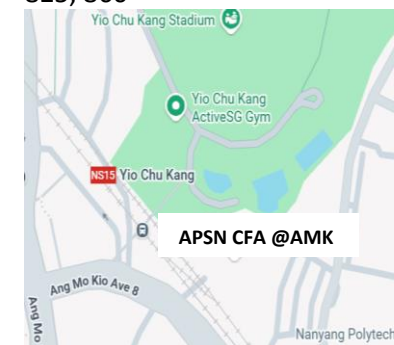 Yio Chu Kang Stadium
Yio Chu Kang
ActiveSG Gym
NS15 Yio Chu Kang
APSN CFA @AMK
Ang Mo Kio Ave 8
Ang Mo
Nanyang Polytech